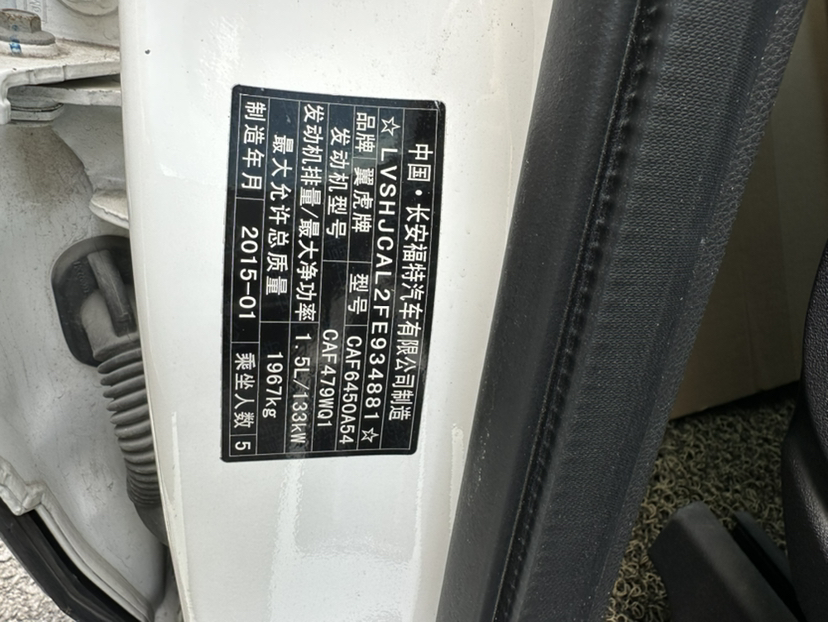 中国·长安福特汽车有限公司制造
☆LVSHJCAL2FE934881☆
品牌 翼虎牌 型号 CAF6450A54
发动机型号 CAF479WQ1
发动机排量/最大净功率 1.5L/133kW
最大允许总质量 1967kg
制造年月 2015-01 乘坐人数 5